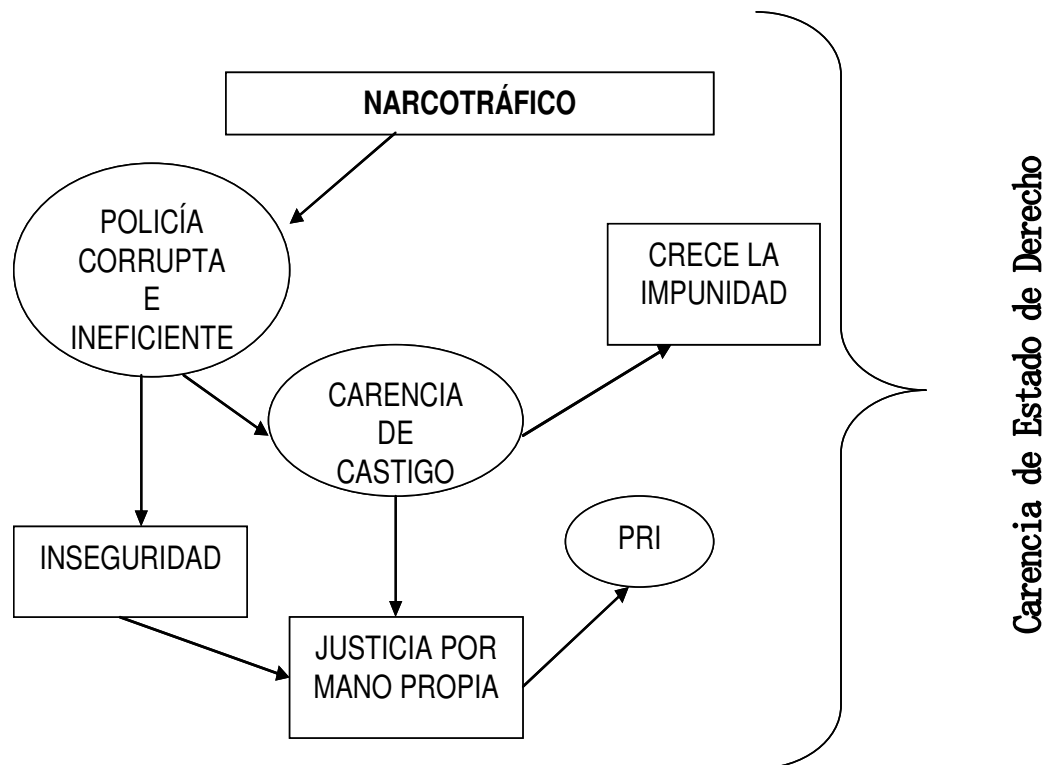 NARCOTRÁFICO
POLICÍA
CORRUPTA
E
INEFICIENTE
CRECE LA
IMPUNIDAD
CARENCIA
DE
CASTIGO
INSEGURIDAD
PRI
JUSTICIA POR
MANO PROPIA
Carencia de Estado de Derecho